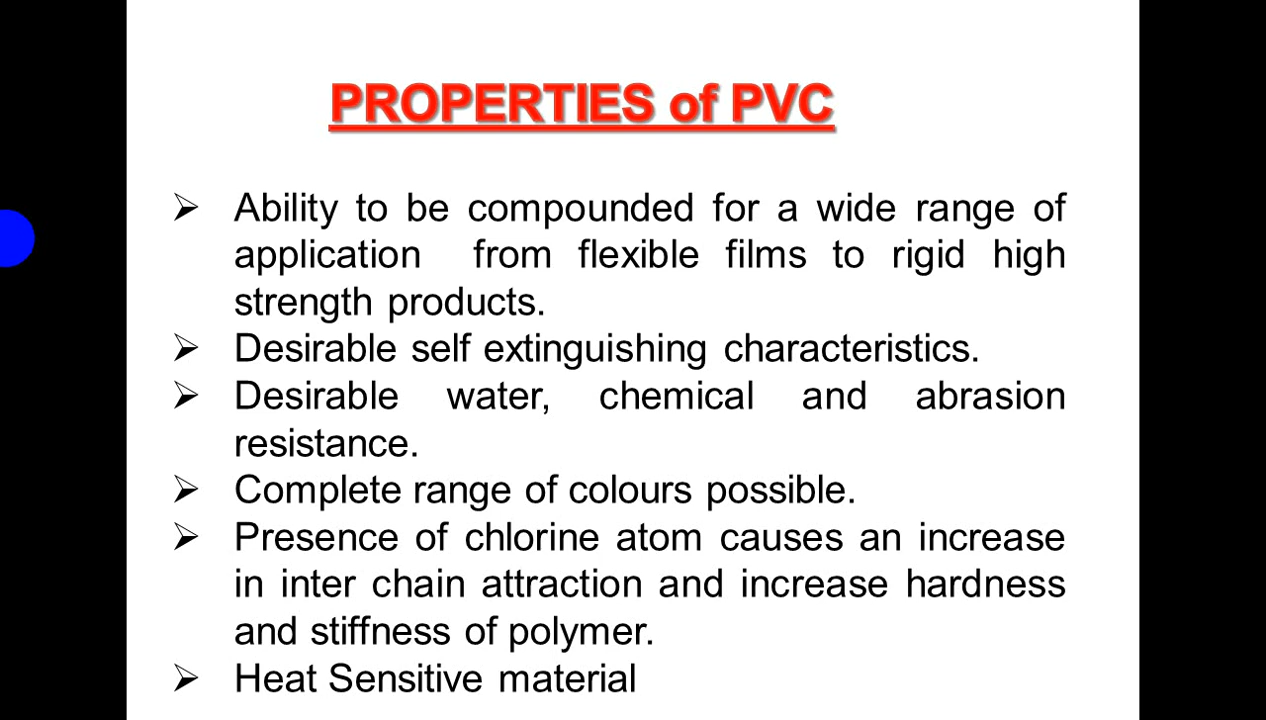 PROPERTIES of PVC
➢ Ability to be compounded for a wide range of
application from flexible films to rigid high
strength products.
➢ Desirable self extinguishing characteristics.
➢ Desirable water, chemical and abrasion
resistance.
➢ Complete range of colours possible.
➢ Presence of chlorine atom causes an increase
in inter chain attraction and increase hardness
and stiffness of polymer.
➢ Heat Sensitive material